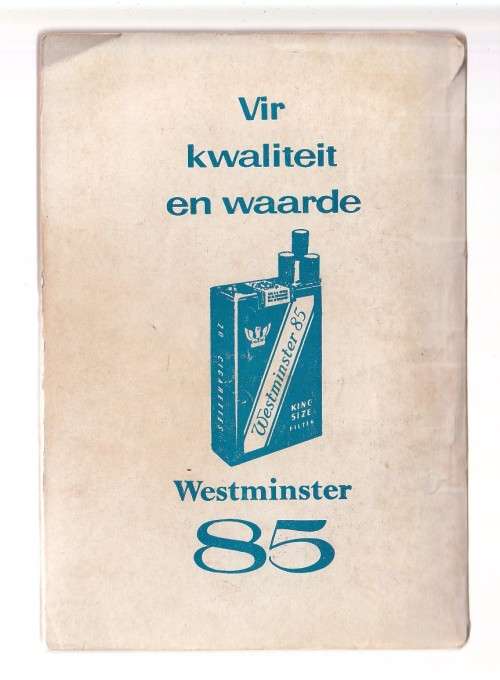 Vir
kwaliteit
en waarde
20 CIGARETTES
Westminster 85
KING
SIZE
FILTER
Westminster
85